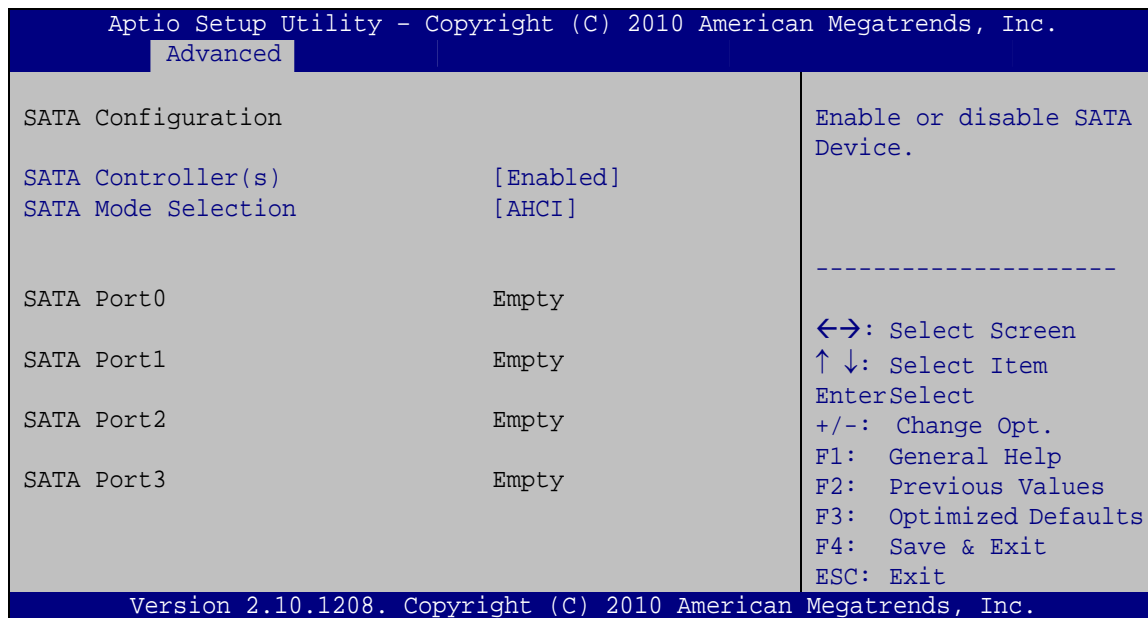 Aptio Setup Utility – Copyright (C) 2010 American Megatrends, Inc.
Advanced
SATA Configuration
SATA Controller(s) [Enabled]
SATA Mode Selection [AHCI]
SATA Port0 Empty
SATA Port1 Empty
SATA Port2 Empty
SATA Port3 Empty
Enable or disable SATA
Device.
---------------------
←→: Select Screen
↑ ↓: Select Item
EnterSelect
+/-: Change Opt.
F1: General Help
F2: Previous Values
F3: Optimized Defaults
F4: Save & Exit
ESC: Exit
Version 2.10.1208. Copyright (C) 2010 American Megatrends, Inc.